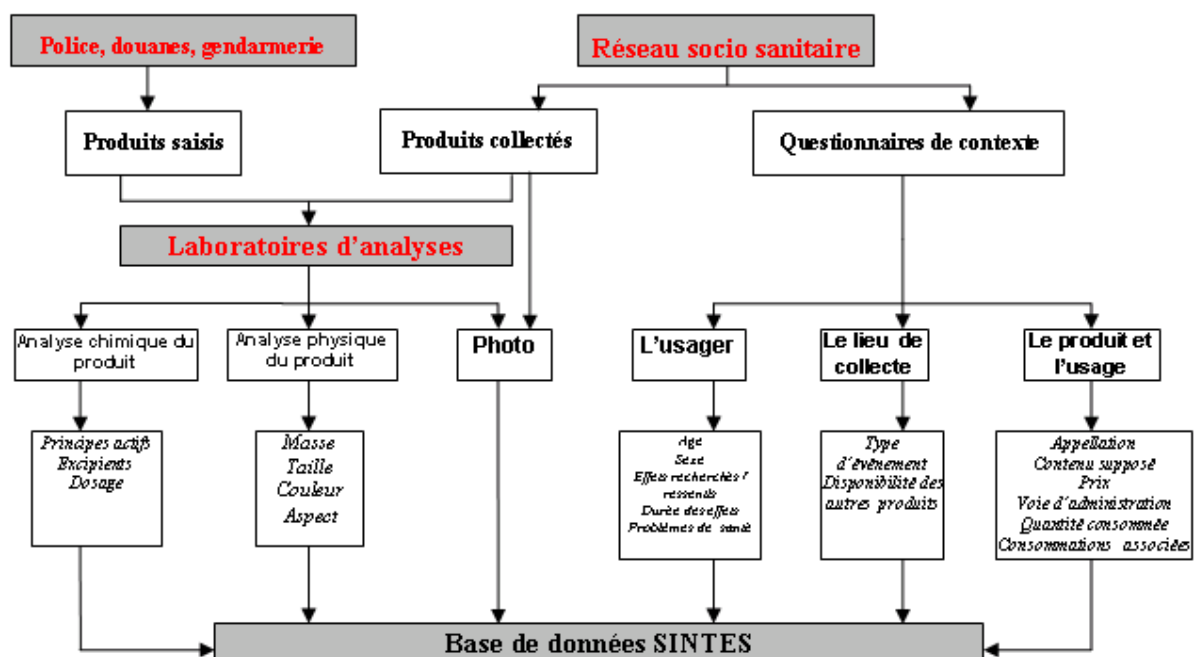 Police, douanes, gendarmerie
Réseau socio sanitaire
Produits saisis
Produits collectés
Questionnaires de contexte
Laboratoires d'analyses
Analyse chimique du
produit
Analyse physique
du produit
Photo
L'usager
Le lieu de
collecte
Le produit et
l'usage
Principes actifs
Excipients
Dosage
Masse
Taille
Couleur
Aspect
Age
Sexe
Effets recherchés /
ressentis
Durée des effets
Problèmes de santé
Type
d'évènement
Disponibilité des
autres produits
Appellation
Contenu supposé
Prix
Voie d'administration
Quantité consommée
Consommations associées
Base de données SINTES